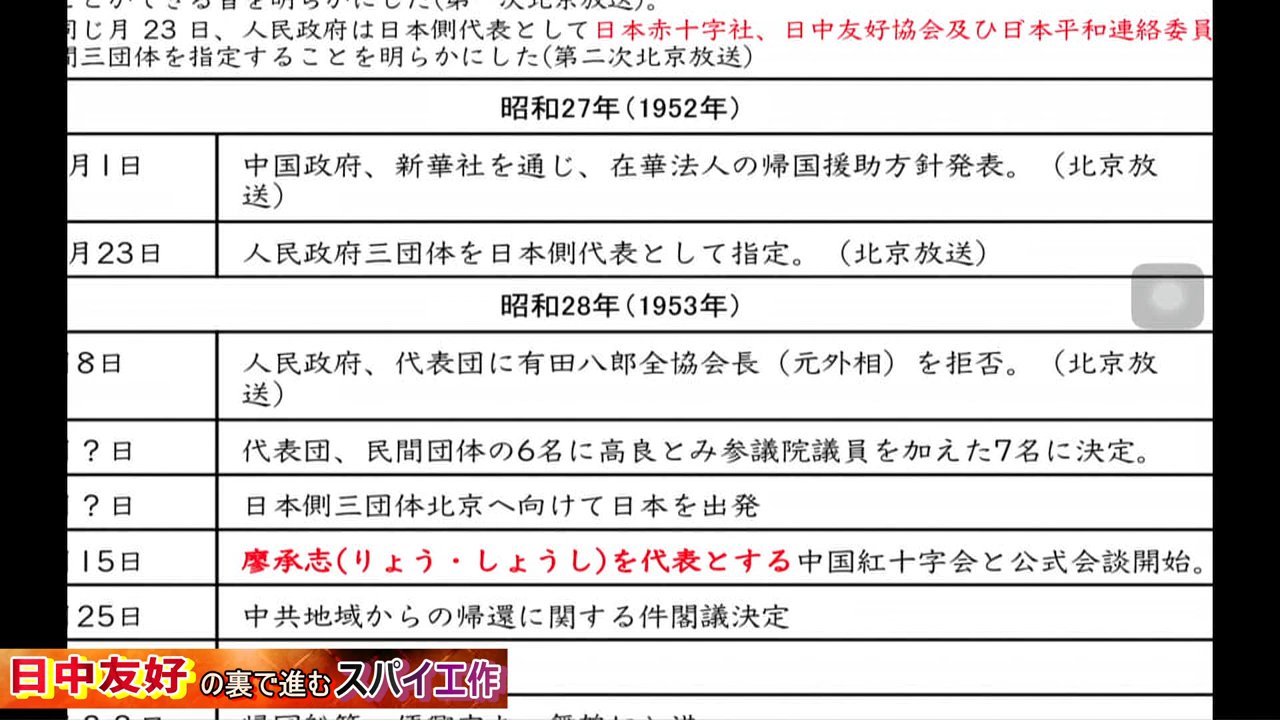 同じ月 23 日、人民政府は日本側代表として日本赤十字社、日中友好協会及び日本平和連絡委員
間三団体を指定することを明らかにした(第二次北京放送)
昭和27年(1952年)
月1日
中国政府、新華社を通じ、在華法人の帰国援助方針発表。(北京放
送)
月23日
人民政府三団体を日本側代表として指定。(北京放送)
昭和28年(1953年)
8日
人民政府、代表団に有田八郎全協会長(元外相)を拒否。(北京放
送)
?日
代表団、民間団体の6名に高良とみ参議院議員を加えた7名に決定。
?日
日本側三団体北京へ向けて日本を出発
15日
廖承志(りょう・しょうし)を代表とする中国紅十字会と公式会談開始。
25日
中共地域からの帰還に関する件閣議決定
日中友好の裏で進むスパイ工作